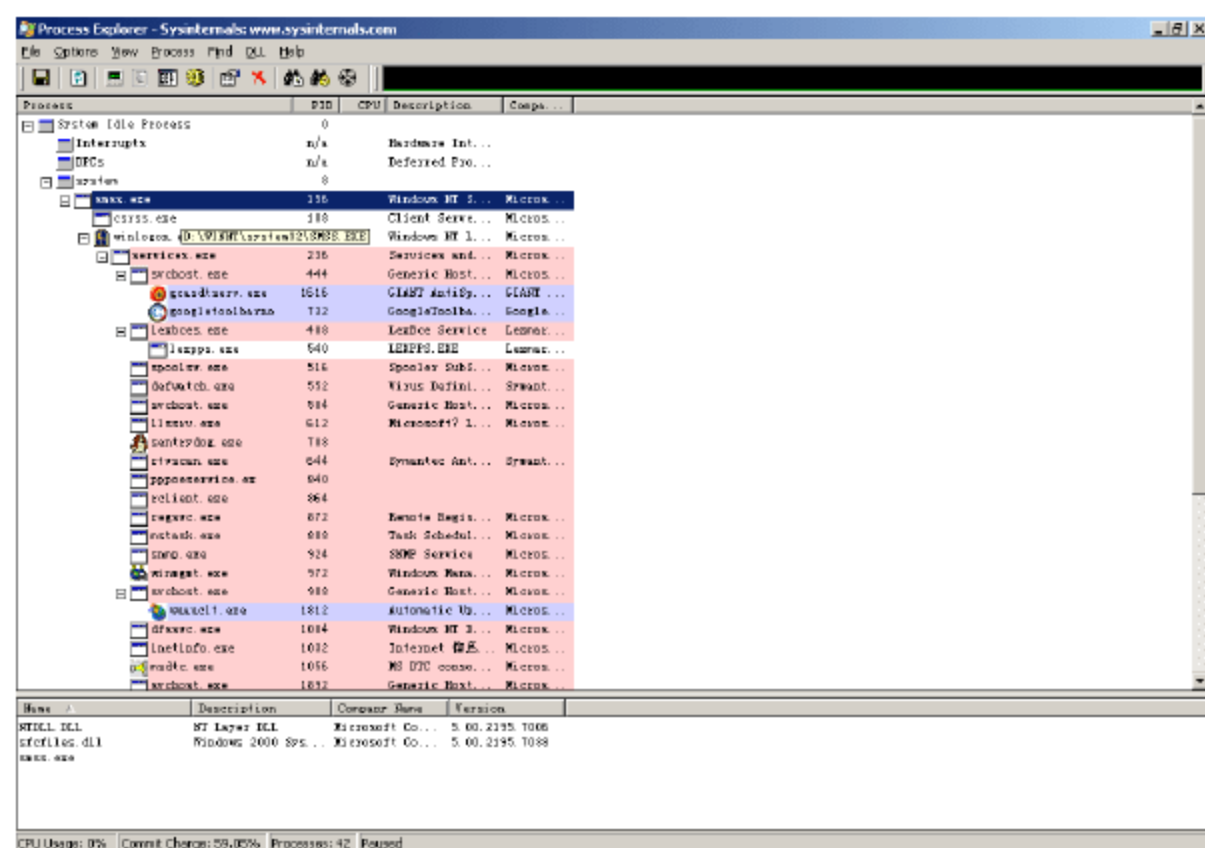 Process Explorer - Sysinternals: www.sysinternals.com
File Options View Process Find DLL Help
Process PID CPU Description Compa...
System Idle Process 0
Interrupts n/a Hardware Int...
DPCs n/a Deferred Pro...
system 8
smss.exe 156 Windows NT S... Micros...
csrss.exe 188 Client Serve... Micros...
winlogon. D:\WINNT\system32\SMSS.EXE Windows NT L... Micros...
services.exe 236 Services and... Micros...
svchost.exe 444 Generic Host... Micros...
gcasdtserv.exe 1616 GIANT AntiSp... GIANT ...
googletoolbarno 732 GoogleToolba... Google...
lexbces.exe 488 LexBce Service Lexmar...
lexpps.exe 540 LEXPPS.EXE Lexmar...
spoolsv.exe 516 Spooler SubS... Micros...
defwatch.exe 552 Virus Defini... Symant...
svchost.exe Generic Host... Micros...
llssrv.exe 612 Microsoft? L... Micros...
sentrydog.exe
rtvscan.exe 644 Symantec Ant... Symant...
pppoeservice.ex 840
rclient.exe 864
regsvc.exe 872 Remote Regis... Micros...
mstask.exe Task Schedul... Micros...
snmp.exe 924 SNMP Service Micros...
winmgmt.exe 972 Windows Mana... Micros...
svchost.exe 988 Generic Host... Micros...
wuauclt.exe 1812 Automatic Up... Micros...
dfssvc.exe 1004 Windows NT D... Micros...
inetinfo.exe 1032 Internet 信息... Micros...
msdtc.exe 1056 MS DTC conso... Micros...
svchost.exe 1892 Generic Host... Micros...
Name Description Company Name Version
NTDLL.DLL NT Layer DLL Microsoft Co... 5.00.2195.7006
sfcfiles.dll Windows 2000 Sys... Microsoft Co... 5.00.2195.7038
smss.exe
CPU Usage: 0% Commit Charge: 59.05% Processes: 42 Paused